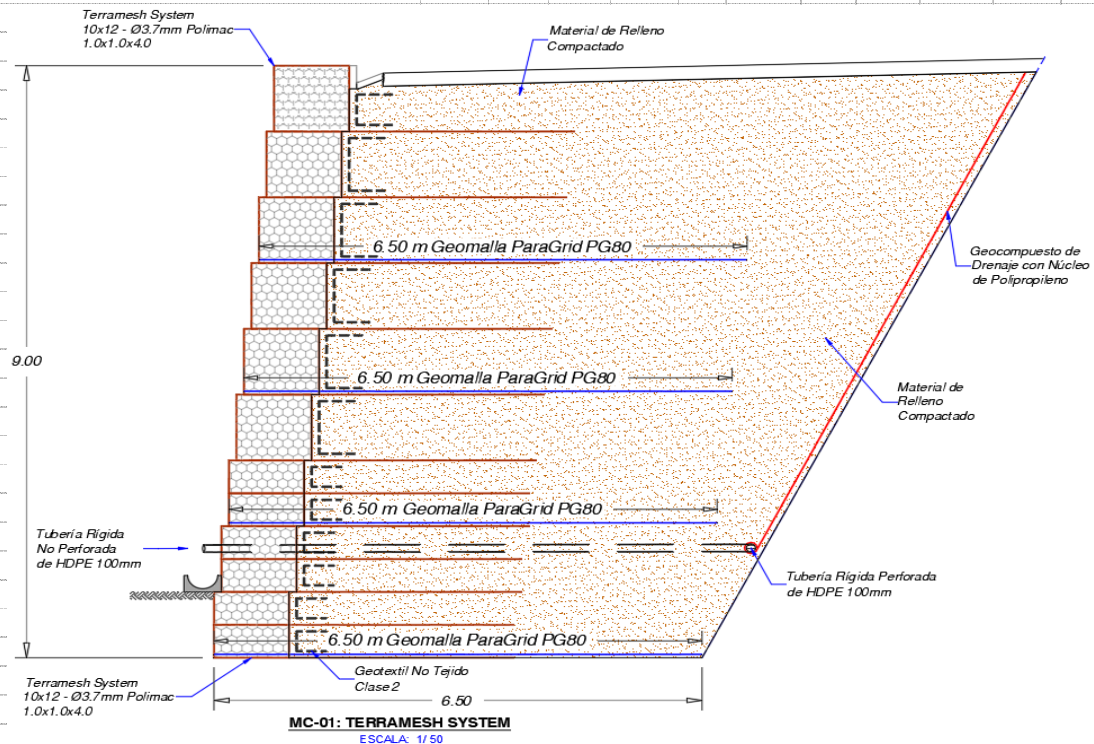 Terramesh System
10x12 - Ø3.7mm Polimac
1.0x1.0x4.0
Material de Relleno
Compactado
6.50 m Geomalla ParaGrid PG80
Geocompuesto de
Drenaje con Núcleo
de Polipropileno
9.00
6.50 m Geomalla ParaGrid PG80
Material de
Relleno
Compactado
6.50 m Geomalla ParaGrid PG80
Tubería Rígida
No Perforada
de HDPE 100mm
Tubería Rígida Perforada
de HDPE 100mm
6.50 m Geomalla ParaGrid PG80
Geotextil No Tejido
Clase 2
Terramesh System
10x12 - Ø3.7mm Polimac
1.0x1.0x4.0
6.50
MC-01: TERRAMESH SYSTEM
ESCALA: 1/50